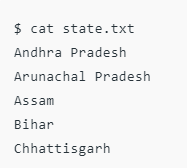 $ cat state.txt
Andhra Pradesh
Arunachal Pradesh
Assam
Bihar
Chhattisgarh